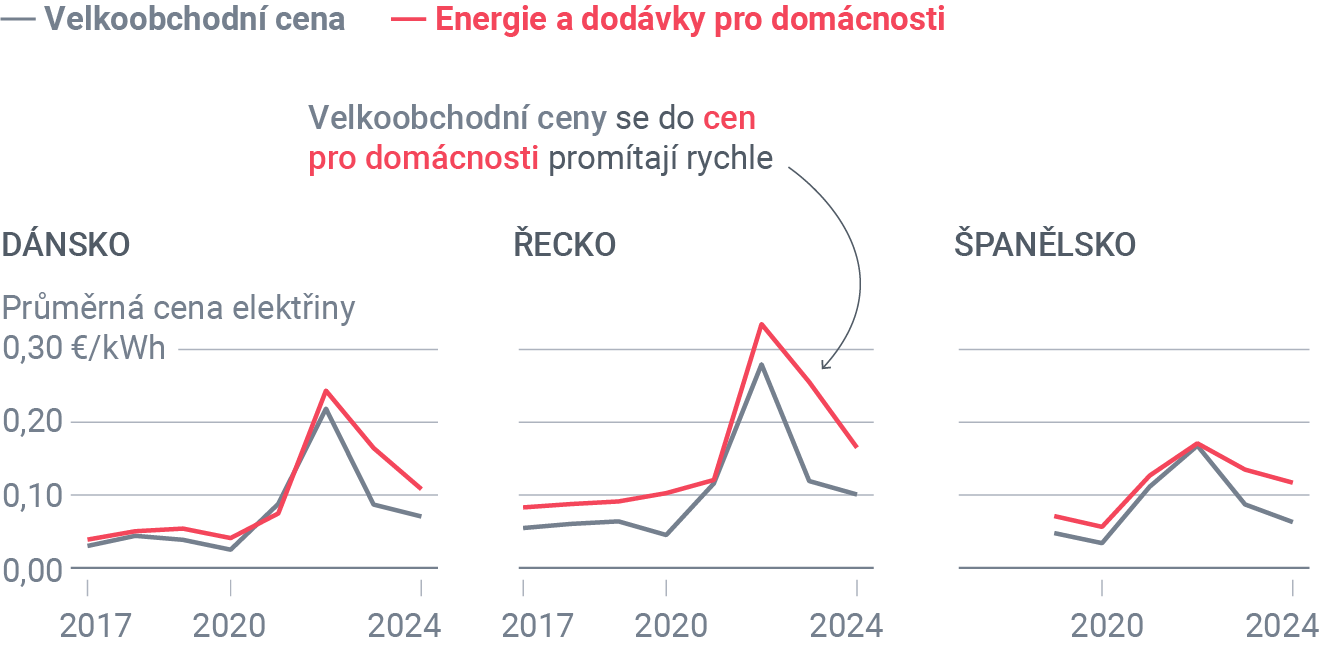 Velkoobchodní cena
Energie a dodávky pro domácnosti
Velkoobchodní ceny se do cen
pro domácnosti promítají rychle
DÁNSKO
ŘECKO
ŠPANĚLSKO
Průměrná cena elektřiny
0,30 €/kWh
0,20
0,10
0,00
2017 2020 2024
2017 2020 2024
2020 2024